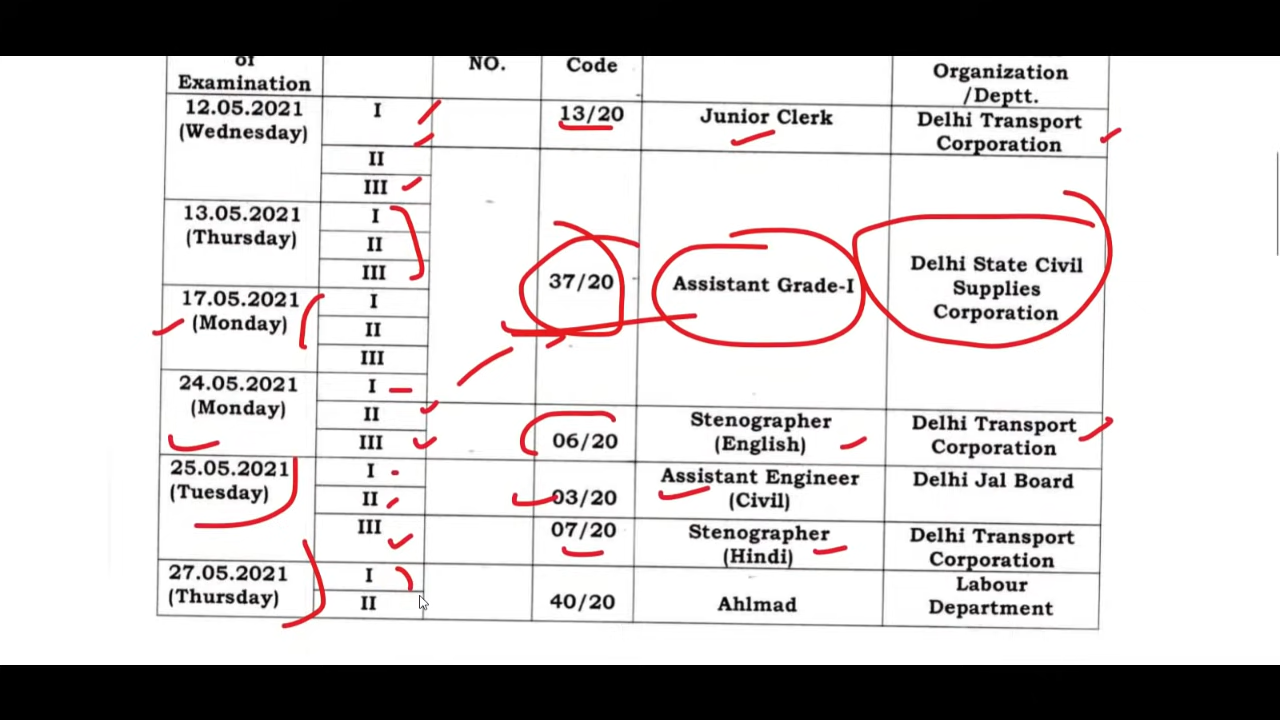 of
Examination
NO.
Code
Organization
/Deptt.
12.05.2021
(Wednesday)
I
13/20
Junior Clerk
Delhi Transport
Corporation
II
III
13.05.2021
(Thursday)
I
II
III
37/20
Assistant Grade-I
Delhi State Civil
Supplies
Corporation
17.05.2021
(Monday)
I
II
III
24.05.2021
(Monday)
I
II
III
06/20
Stenographer
(English)
Delhi Transport
Corporation
25.05.2021
(Tuesday)
I
II
03/20
Assistant Engineer
(Civil)
Delhi Jal Board
III
07/20
Stenographer
(Hindi)
Delhi Transport
Corporation
27.05.2021
(Thursday)
I
II
40/20
Ahlmad
Labour
Department